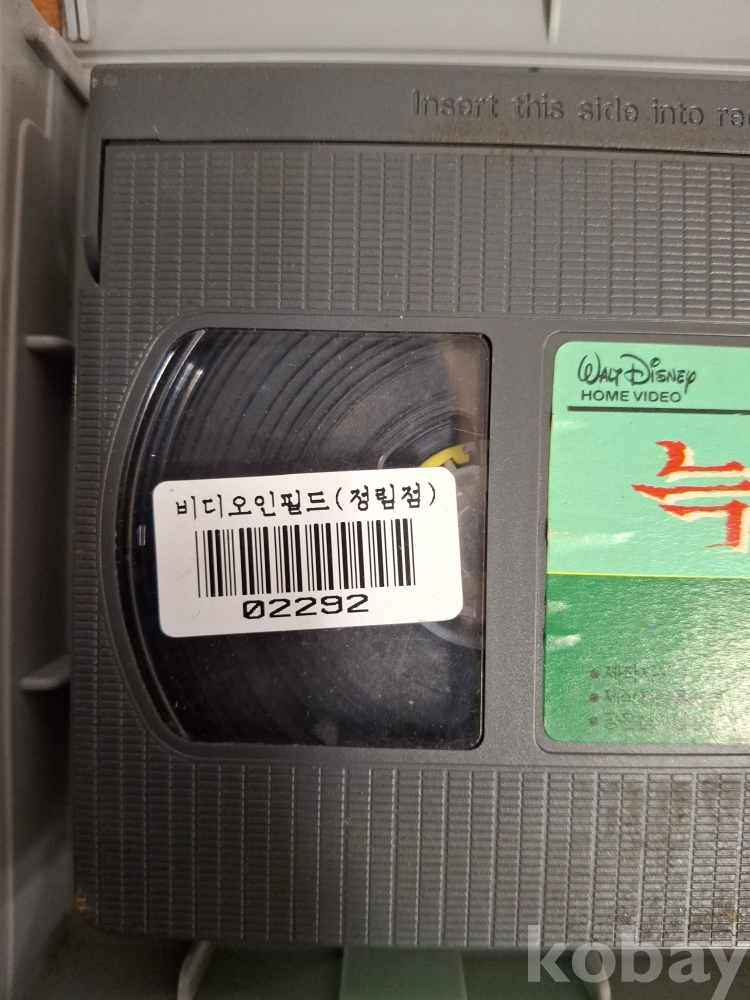 Insert this side into rec
WALT DISNEY
HOME VIDEO
비디오인필드(정림점)
02292
kobay